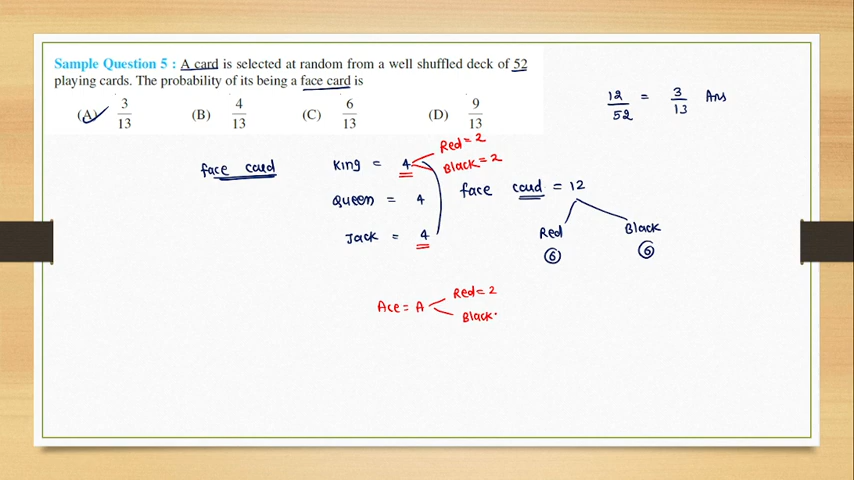 Sample Question 5 : A card is selected at random from a well shuffled deck of 52
playing cards. The probability of its being a face card is
(A) 3/13 (B) 4/13 (C) 6/13 (D) 9/13
12/52 = 3/13 Ans
face card
King = 4
Red = 2
Black = 2
Queen = 4
Jack = 4
face card = 12
Red
6
Black
6
Ace = A
Red = 2
Black